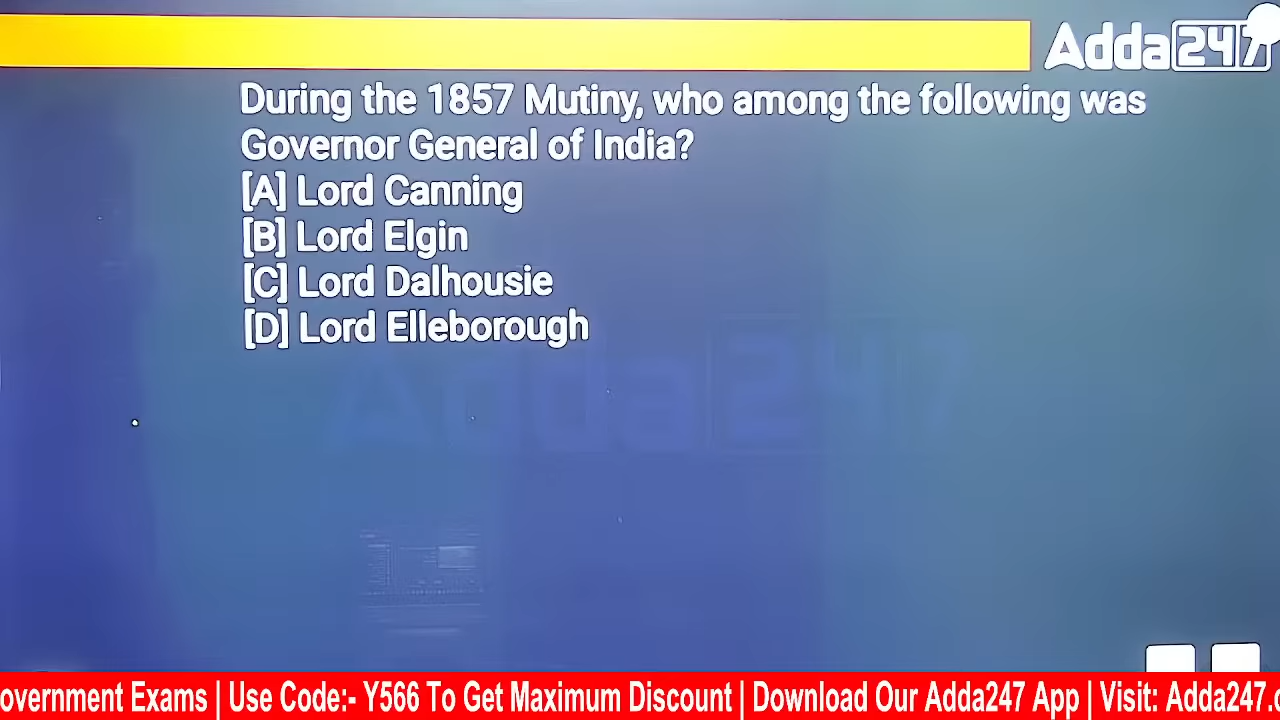 Adda247
During the 1857 Mutiny, who among the following was
Governor General of India?
[A] Lord Canning
[B] Lord Elgin
[C] Lord Dalhousie
[D] Lord Elleborough
Adda247
overnment Exams | Use Code:- Y566 To Get Maximum Discount | Download Our Adda247 App | Visit: Adda247.c